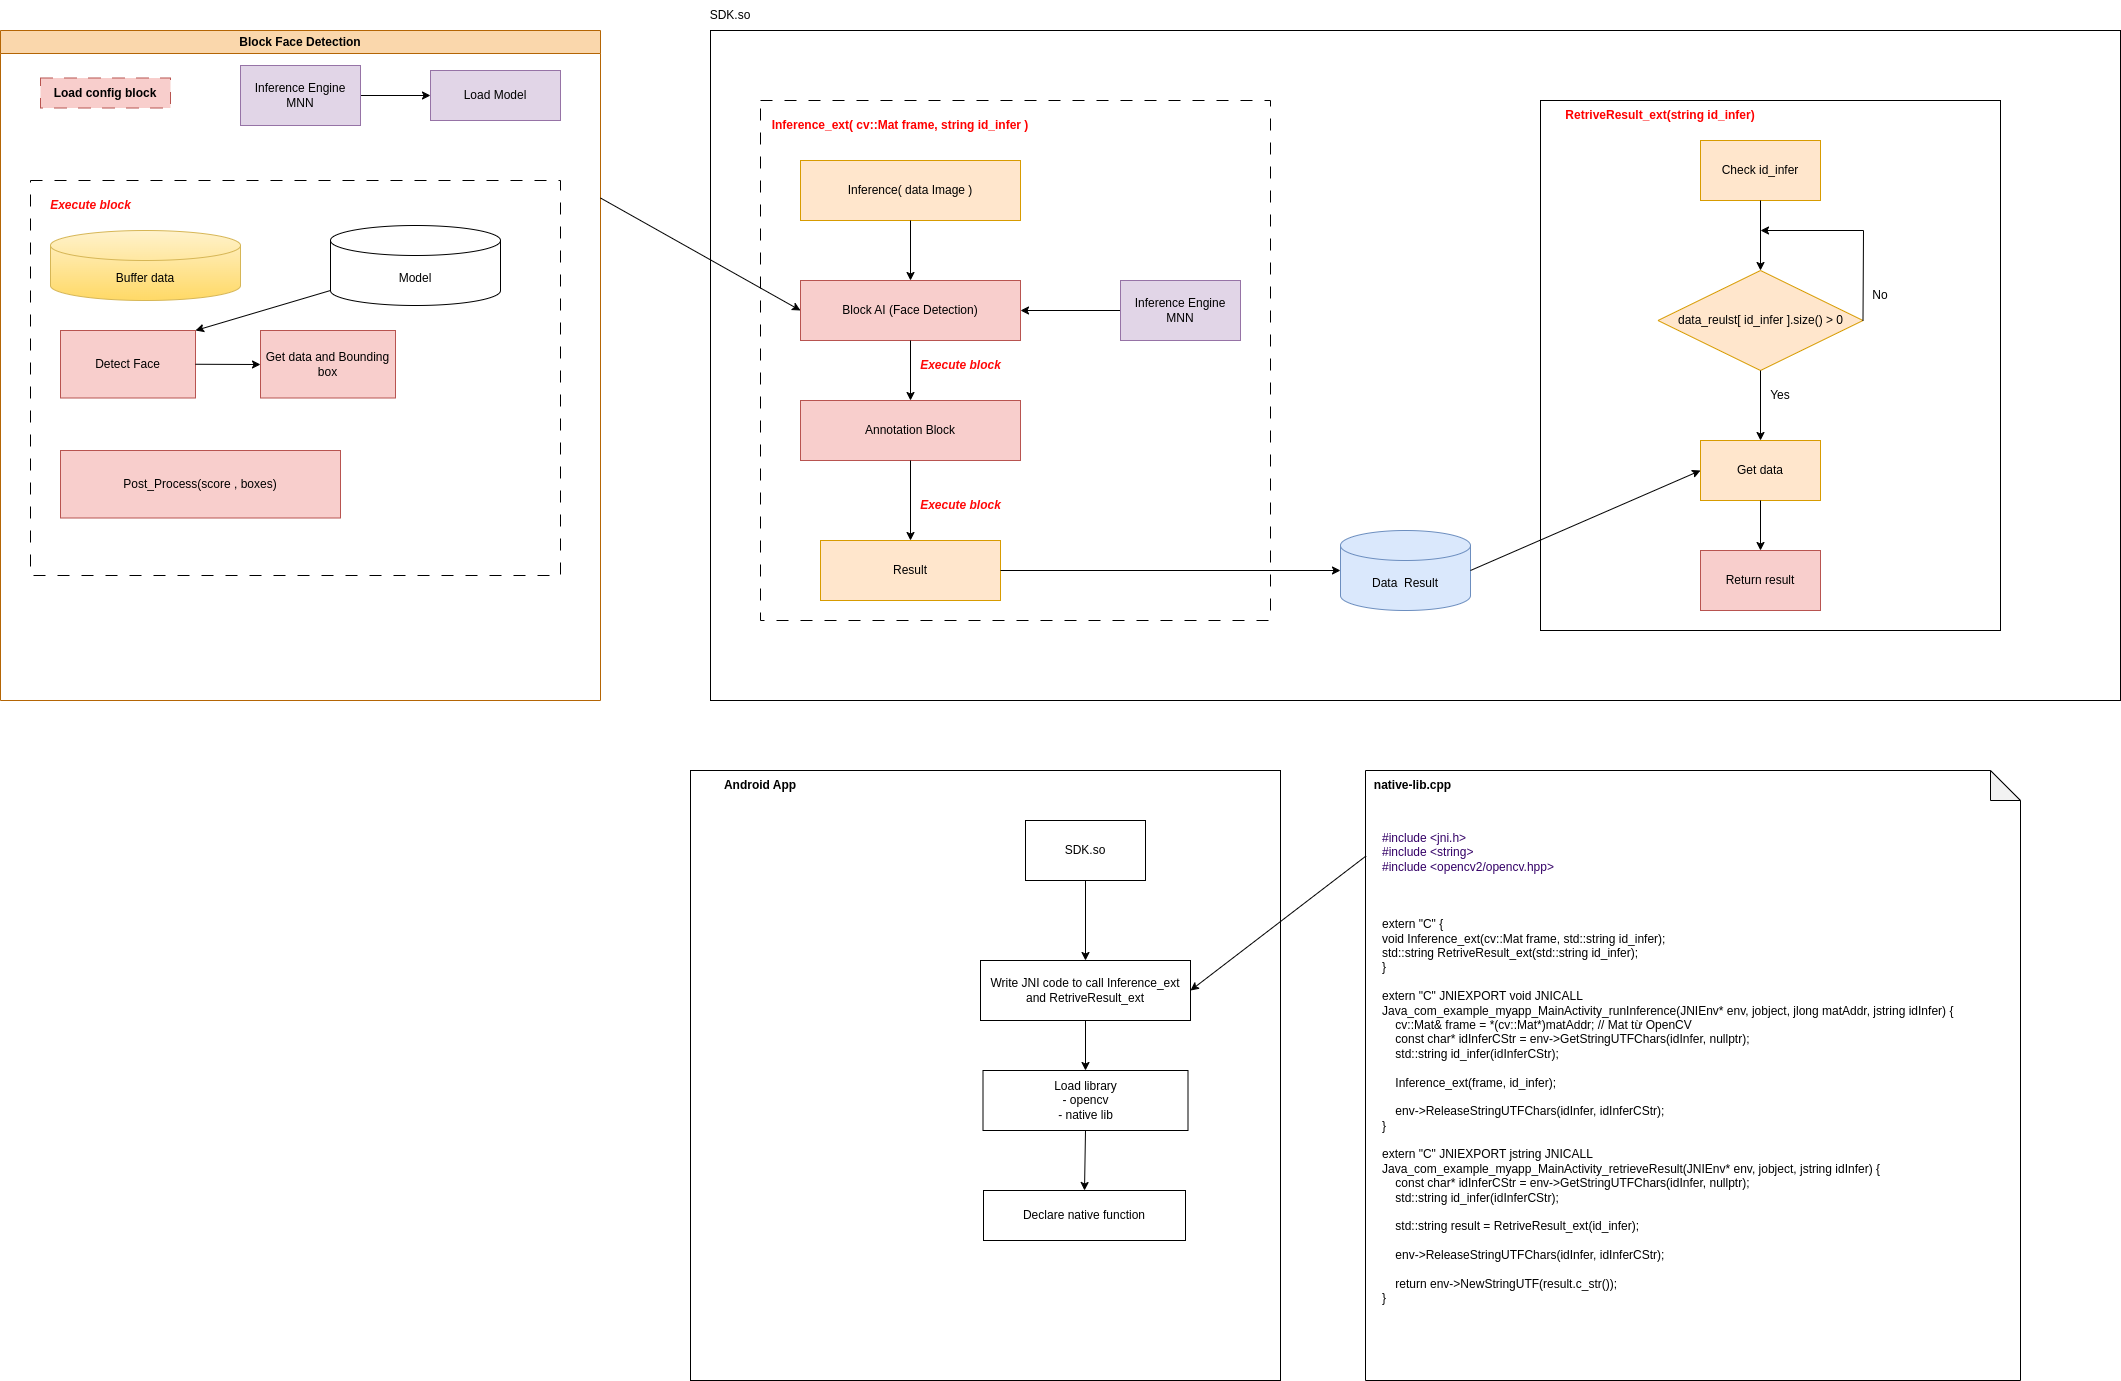 SDK.so
Block Face Detection
Load config block
Inference Engine
MNN
Load Model
Execute block
Buffer data
Model
Detect Face
Get data and Bounding
box
Post_Process(score , boxes)
Inference_ext( cv::Mat frame, string id_infer )
Inference( data Image )
Block AI (Face Detection)
Inference Engine
MNN
Execute block
Annotation Block
Execute block
Result
Data  Result
RetriveResult_ext(string id_infer)
Check id_infer
No
data_reulst[ id_infer ].size() > 0
Yes
Get data
Return result
Android App
SDK.so
Write JNI code to call Inference_ext
and RetriveResult_ext
Load library
- opencv
- native lib
Declare native function
native-lib.cpp
#include <jni.h>
#include <string>
#include <opencv2/opencv.hpp>
extern "C" {
void Inference_ext(cv::Mat frame, std::string id_infer);
std::string RetriveResult_ext(std::string id_infer);
}
extern "C" JNIEXPORT void JNICALL
Java_com_example_myapp_MainActivity_runInference(JNIEnv* env, jobject, jlong matAddr, jstring idInfer) {
    cv::Mat& frame = *(cv::Mat*)matAddr; // Mat từ OpenCV
    const char* idInferCStr = env->GetStringUTFChars(idInfer, nullptr);
    std::string id_infer(idInferCStr);
    Inference_ext(frame, id_infer);
    env->ReleaseStringUTFChars(idInfer, idInferCStr);
}
extern "C" JNIEXPORT jstring JNICALL
Java_com_example_myapp_MainActivity_retrieveResult(JNIEnv* env, jobject, jstring idInfer) {
    const char* idInferCStr = env->GetStringUTFChars(idInfer, nullptr);
    std::string id_infer(idInferCStr);
    std::string result = RetriveResult_ext(id_infer);
    env->ReleaseStringUTFChars(idInfer, idInferCStr);
    return env->NewStringUTF(result.c_str());
}